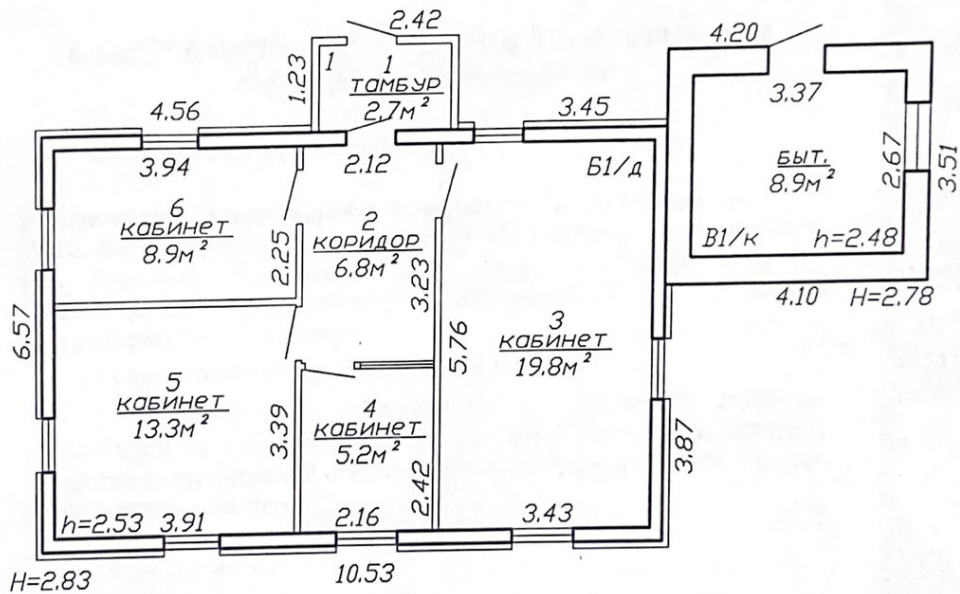 2.42
4.20
1
1
ТАМБУР
2.7м²
1.23
3.37
4.56
3.45
3.94
2.12
Б1/д
БЫТ.
8.9м²
2.67
3.51
6
кабинет
8.9м²
2.25
2
коридор
6.8м²
3.23
В1/к
h=2.48
4.10
H=2.78
6.57
5.76
3
кабинет
19.8м²
5
кабинет
13.3м²
3.39
4
кабинет
5.2м²
2.42
3.87
h=2.53
3.91
2.16
3.43
H=2.83
10.53